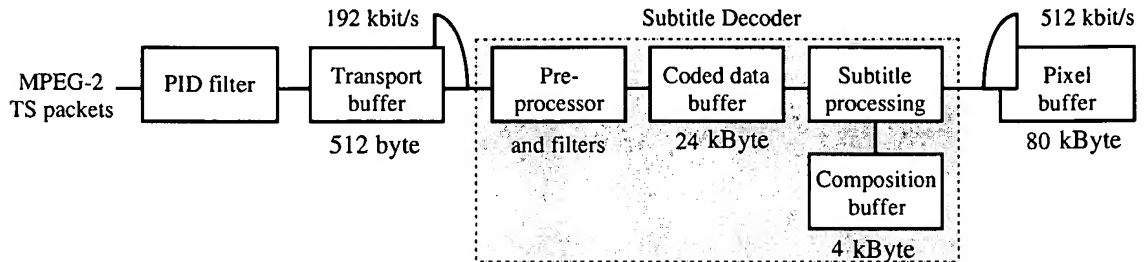 192 kbit/s
Subtitle Decoder
512 kbit/s
MPEG-2
TS packets
PID filter
Transport
buffer
512 byte
Pre-
processor
and filters
Coded data
buffer
24 kByte
Subtitle
processing
Composition
buffer
4 kByte
Pixel
buffer
80 kByte